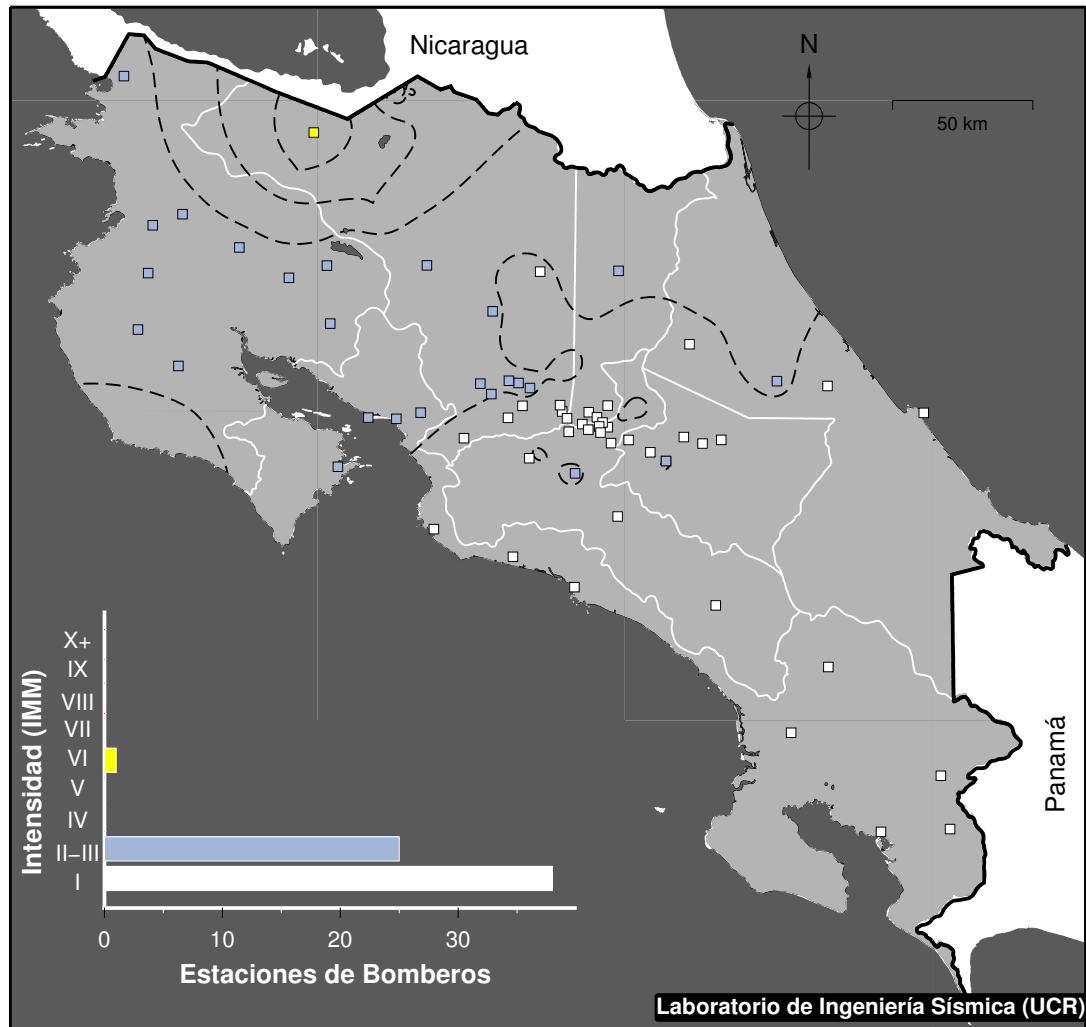 Nicaragua
N
50 km
Panamá
Intensidad (IMM)
X+
IX
VIII
VII
VI
V
IV
II–III
I
0 10 20 30
Estaciones de Bomberos
Laboratorio de Ingeniería Sísmica (UCR)